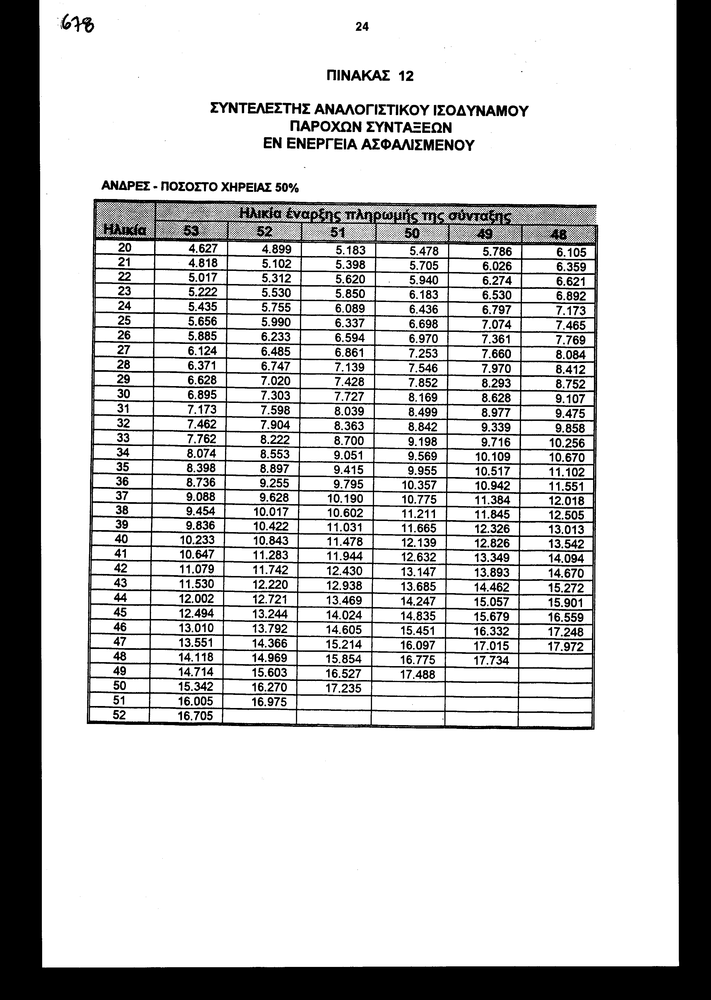 678
24
ΠΙΝΑΚΑΣ 12
ΣΥΝΤΕΛΕΣΤΗΣ ΑΝΑΛΟΓΙΣΤΙΚΟΥ ΙΣΟΔΥΝΑΜΟΥ
ΠΑΡΟΧΩΝ ΣΥΝΤΑΞΕΩΝ
ΕΝ ΕΝΕΡΓΕΙΑ ΑΣΦΑΛΙΣΜΕΝΟΥ
ΑΝΔΡΕΣ - ΠΟΣΟΣΤΟ ΧΗΡΕΙΑΣ 50%
Ηλικία έναρξης πληρωμής της σύνταξης
Ηλικία 53 52 51 50 49 48
20 4.627 4.899 5.183 5.478 5.786 6.105
21 4.818 5.102 5.398 5.705 6.026 6.359
22 5.017 5.312 5.620 5.940 6.274 6.621
23 5.222 5.530 5.850 6.183 6.530 6.892
24 5.435 5.755 6.089 6.436 6.797 7.173
25 5.656 5.990 6.337 6.698 7.074 7.465
26 5.885 6.233 6.594 6.970 7.361 7.769
27 6.124 6.485 6.861 7.253 7.660 8.084
28 6.371 6.747 7.139 7.546 7.970 8.412
29 6.628 7.020 7.428 7.852 8.293 8.752
30 6.895 7.303 7.727 8.169 8.628 9.107
31 7.173 7.598 8.039 8.499 8.977 9.475
32 7.462 7.904 8.363 8.842 9.339 9.858
33 7.762 8.222 8.700 9.198 9.716 10.256
34 8.074 8.553 9.051 9.569 10.109 10.670
35 8.398 8.897 9.415 9.955 10.517 11.102
36 8.736 9.255 9.795 10.357 10.942 11.551
37 9.088 9.628 10.190 10.775 11.384 12.018
38 9.454 10.017 10.602 11.211 11.845 12.505
39 9.836 10.422 11.031 11.665 12.326 13.013
40 10.233 10.843 11.478 12.139 12.826 13.542
41 10.647 11.283 11.944 12.632 13.349 14.094
42 11.079 11.742 12.430 13.147 13.893 14.670
43 11.530 12.220 12.938 13.685 14.462 15.272
44 12.002 12.721 13.469 14.247 15.057 15.901
45 12.494 13.244 14.024 14.835 15.679 16.559
46 13.010 13.792 14.605 15.451 16.332 17.248
47 13.551 14.366 15.214 16.097 17.015 17.972
48 14.118 14.969 15.854 16.775 17.734
49 14.714 15.603 16.527 17.488
50 15.342 16.270 17.235
51 16.005 16.975
52 16.705